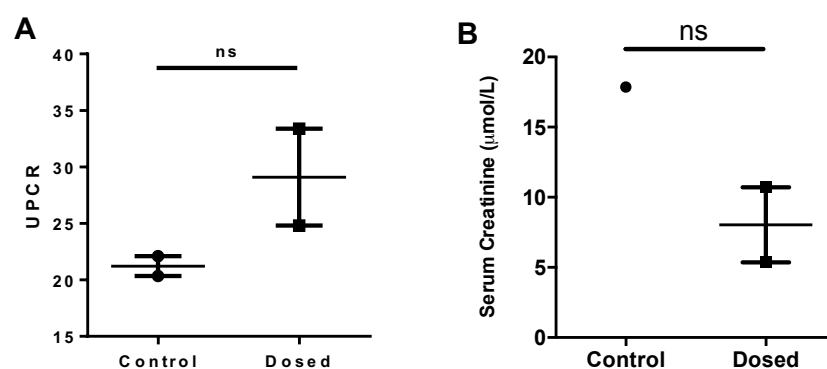 A
ns
40
35
30
25
20
15
UPCR
Control Dosed
B
ns
20
15
10
5
0
Serum Creatinine (μmol/L)
Control Dosed